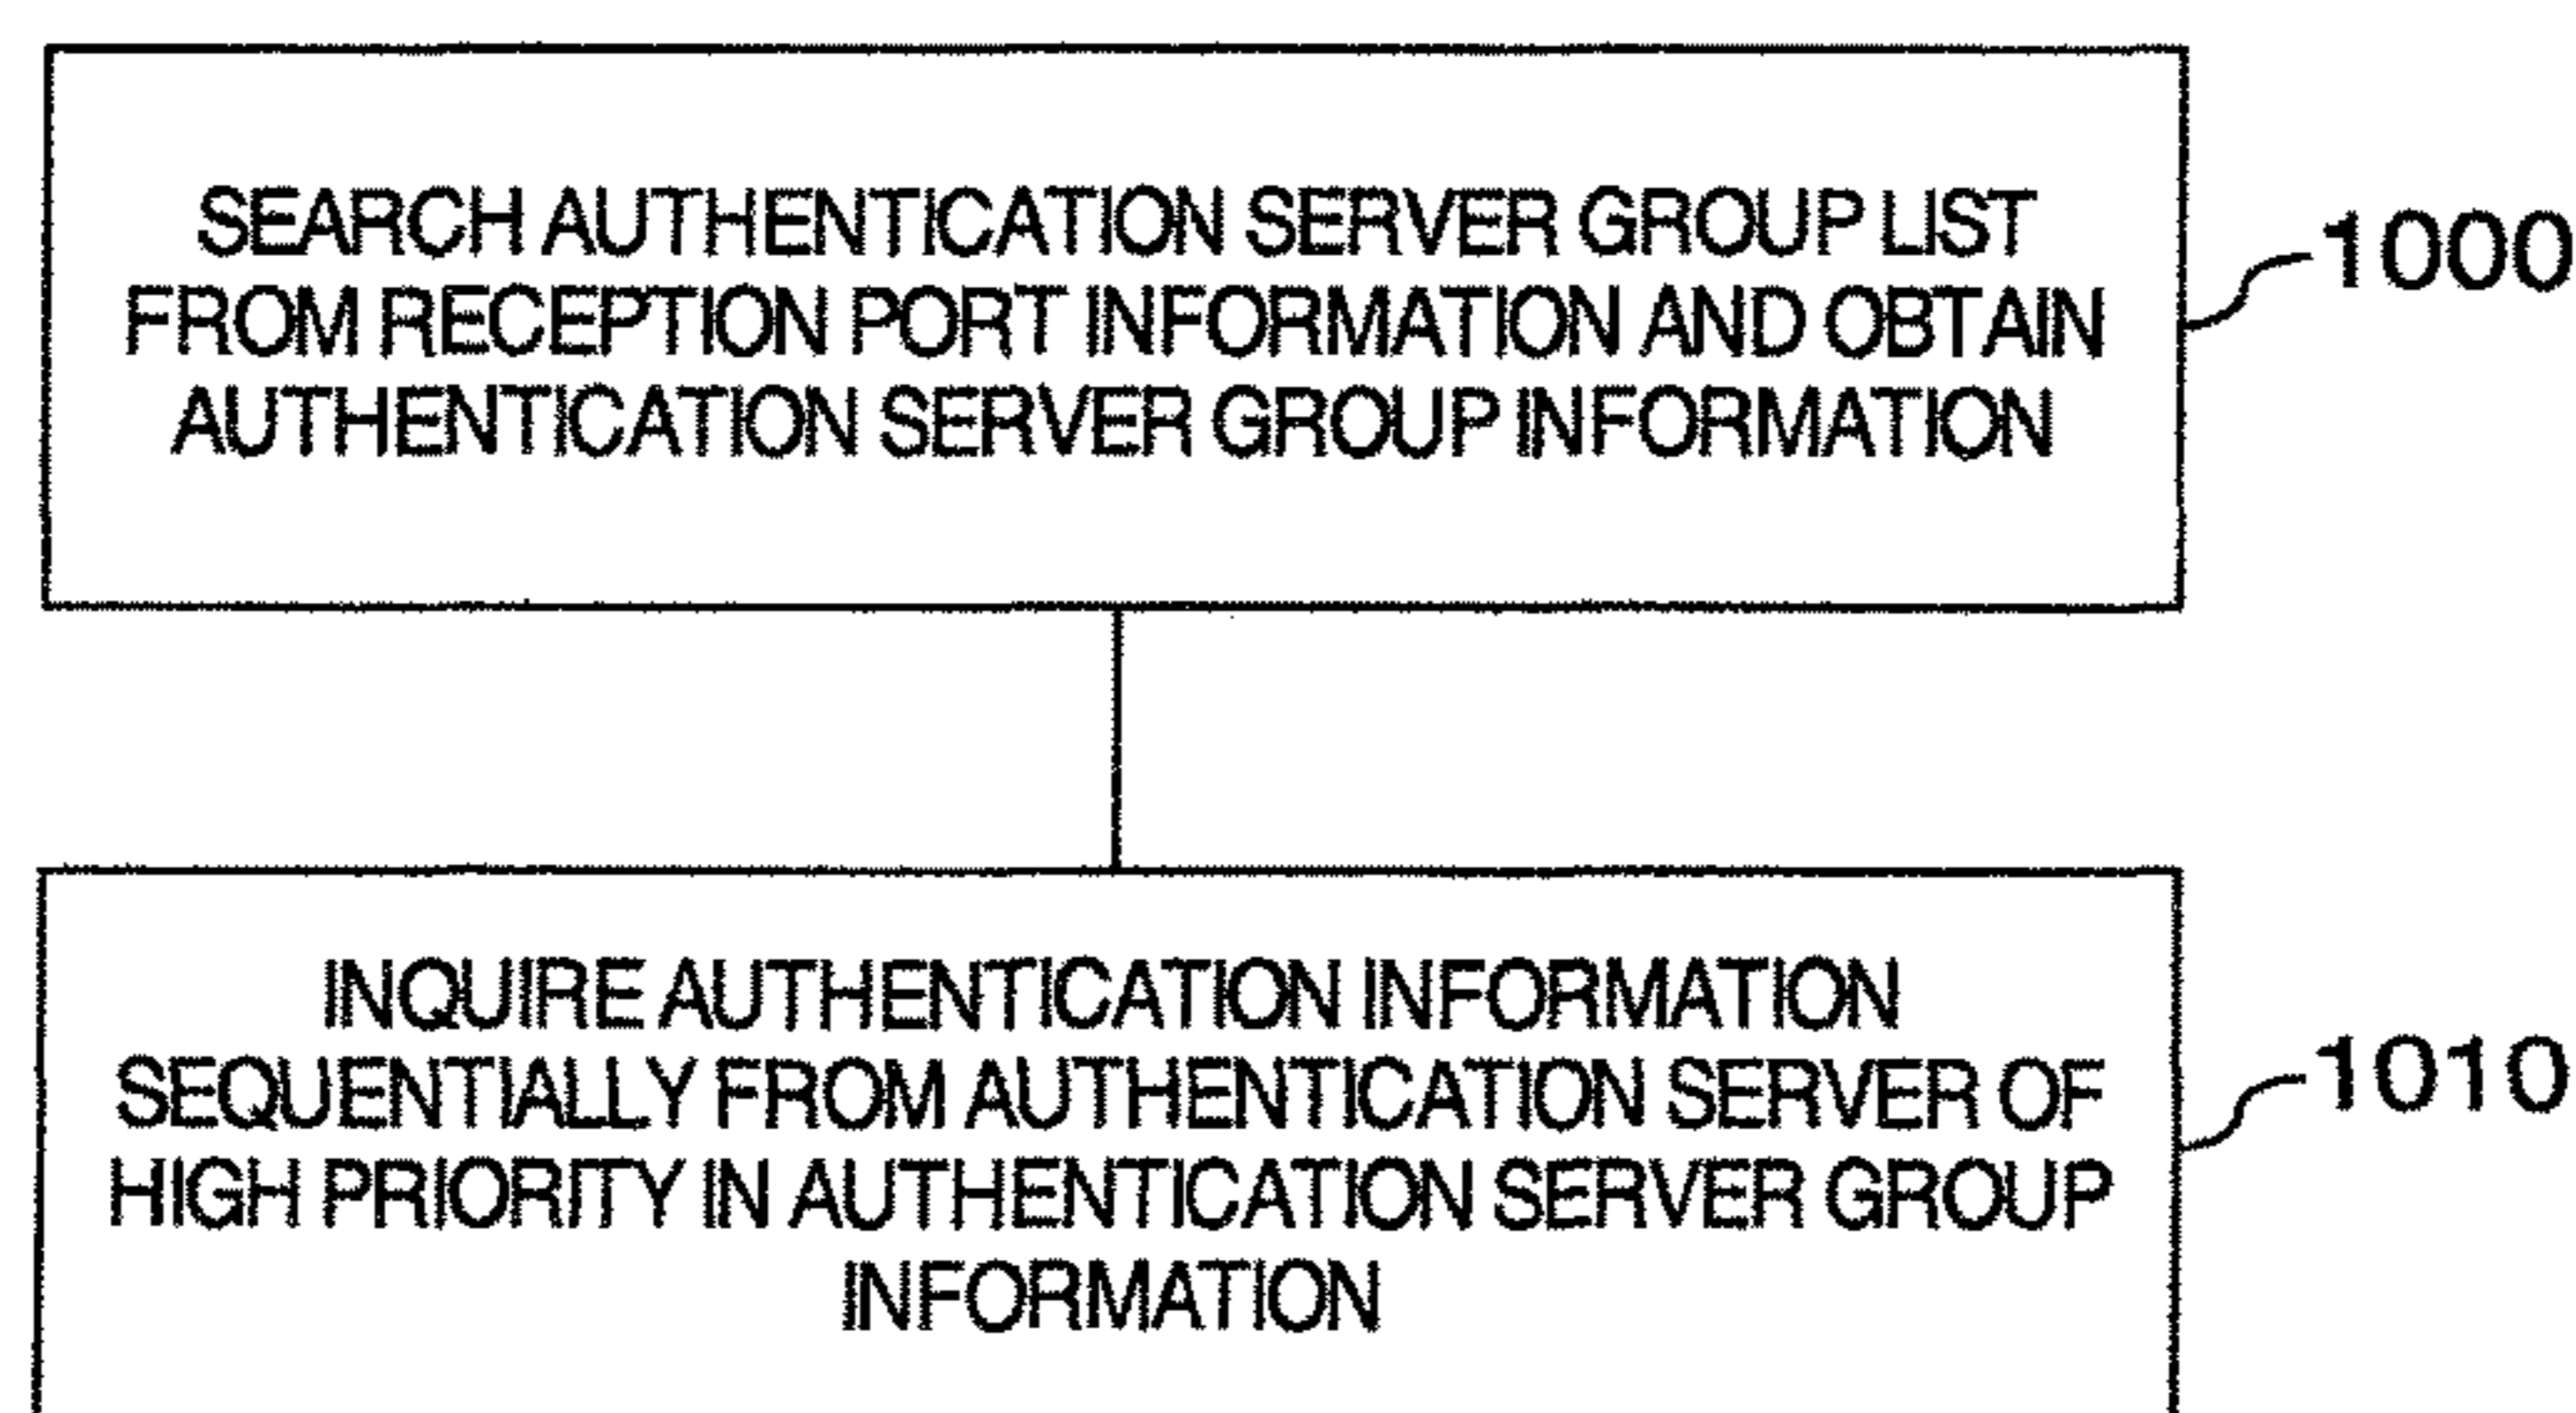 SEARCH AUTHENTICATION SERVER GROUP LIST
FROM RECEPTION PORT INFORMATION AND OBTAIN
AUTHENTICATION SERVER GROUP INFORMATION
1000
INQUIRE AUTHENTICATION INFORMATION
SEQUENTIALLY FROM AUTHENTICATION SERVER OF
HIGH PRIORITY IN AUTHENTICATION SERVER GROUP
INFORMATION
1010